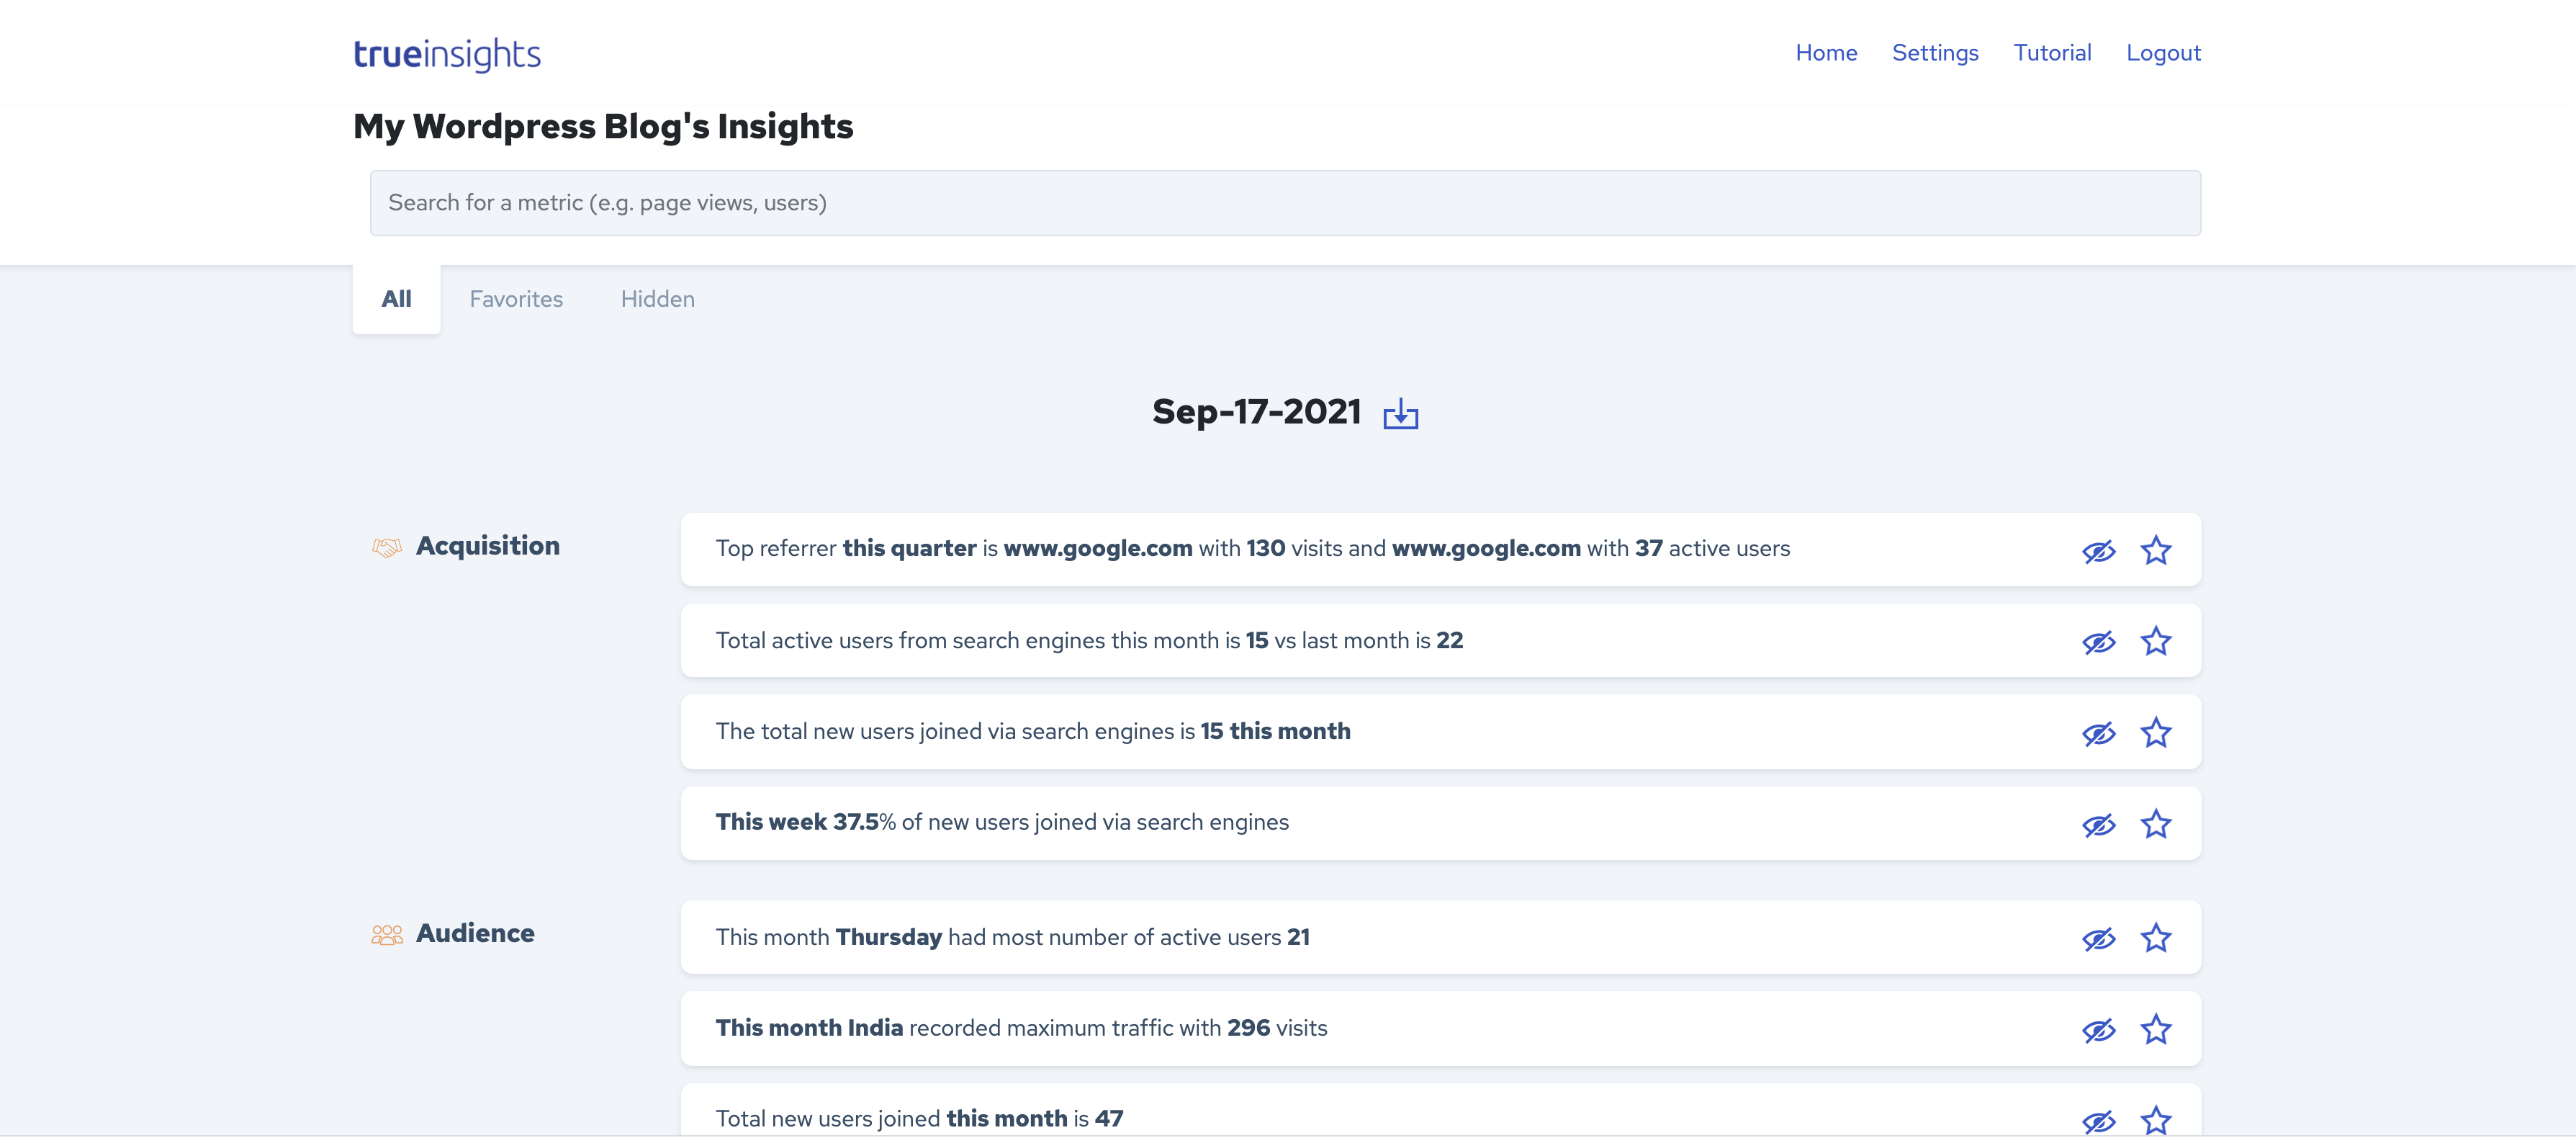 trueinsights
Home Settings Tutorial Logout
My Wordpress Blog's Insights
Search for a metric (e.g. page views, users)
All Favorites Hidden
Sep-17-2021
Acquisition
Top referrer this quarter is www.google.com with 130 visits and www.google.com with 37 active users
Total active users from search engines this month is 15 vs last month is 22
The total new users joined via search engines is 15 this month
This week 37.5% of new users joined via search engines
Audience
This month Thursday had most number of active users 21
This month India recorded maximum traffic with 296 visits
Total new users joined this month is 47